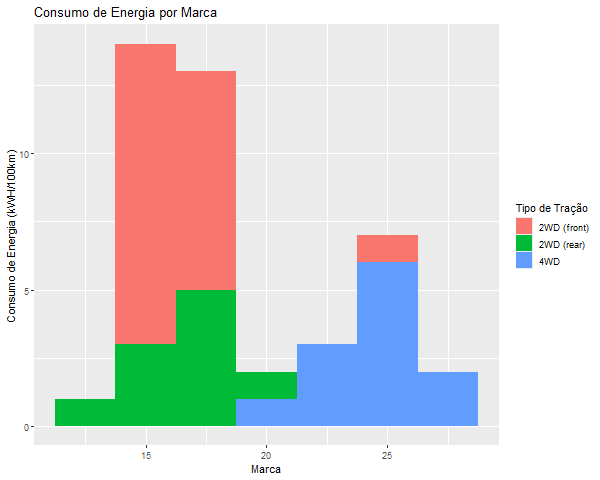 Consumo de Energia por Marca
Consumo de Energia (kWH/100km)
10
5
0
15
20
25
Marca
Tipo de Tração
2WD (front)
2WD (rear)
4WD